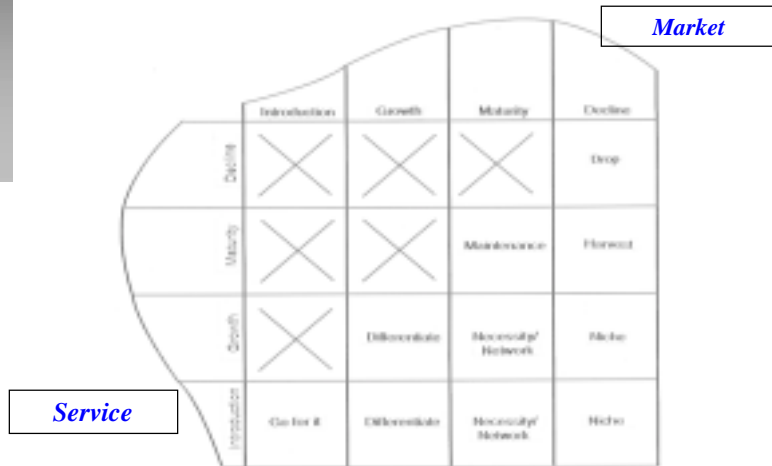 Market
Introduction Growth Maturity Decline
Decline
Drop
Maturity
Maintenance Harvest
Growth
Differentiate Necessity/ Niche
Network
Service
Introduction
Go for it Differentiate Necessity/ Niche
Network